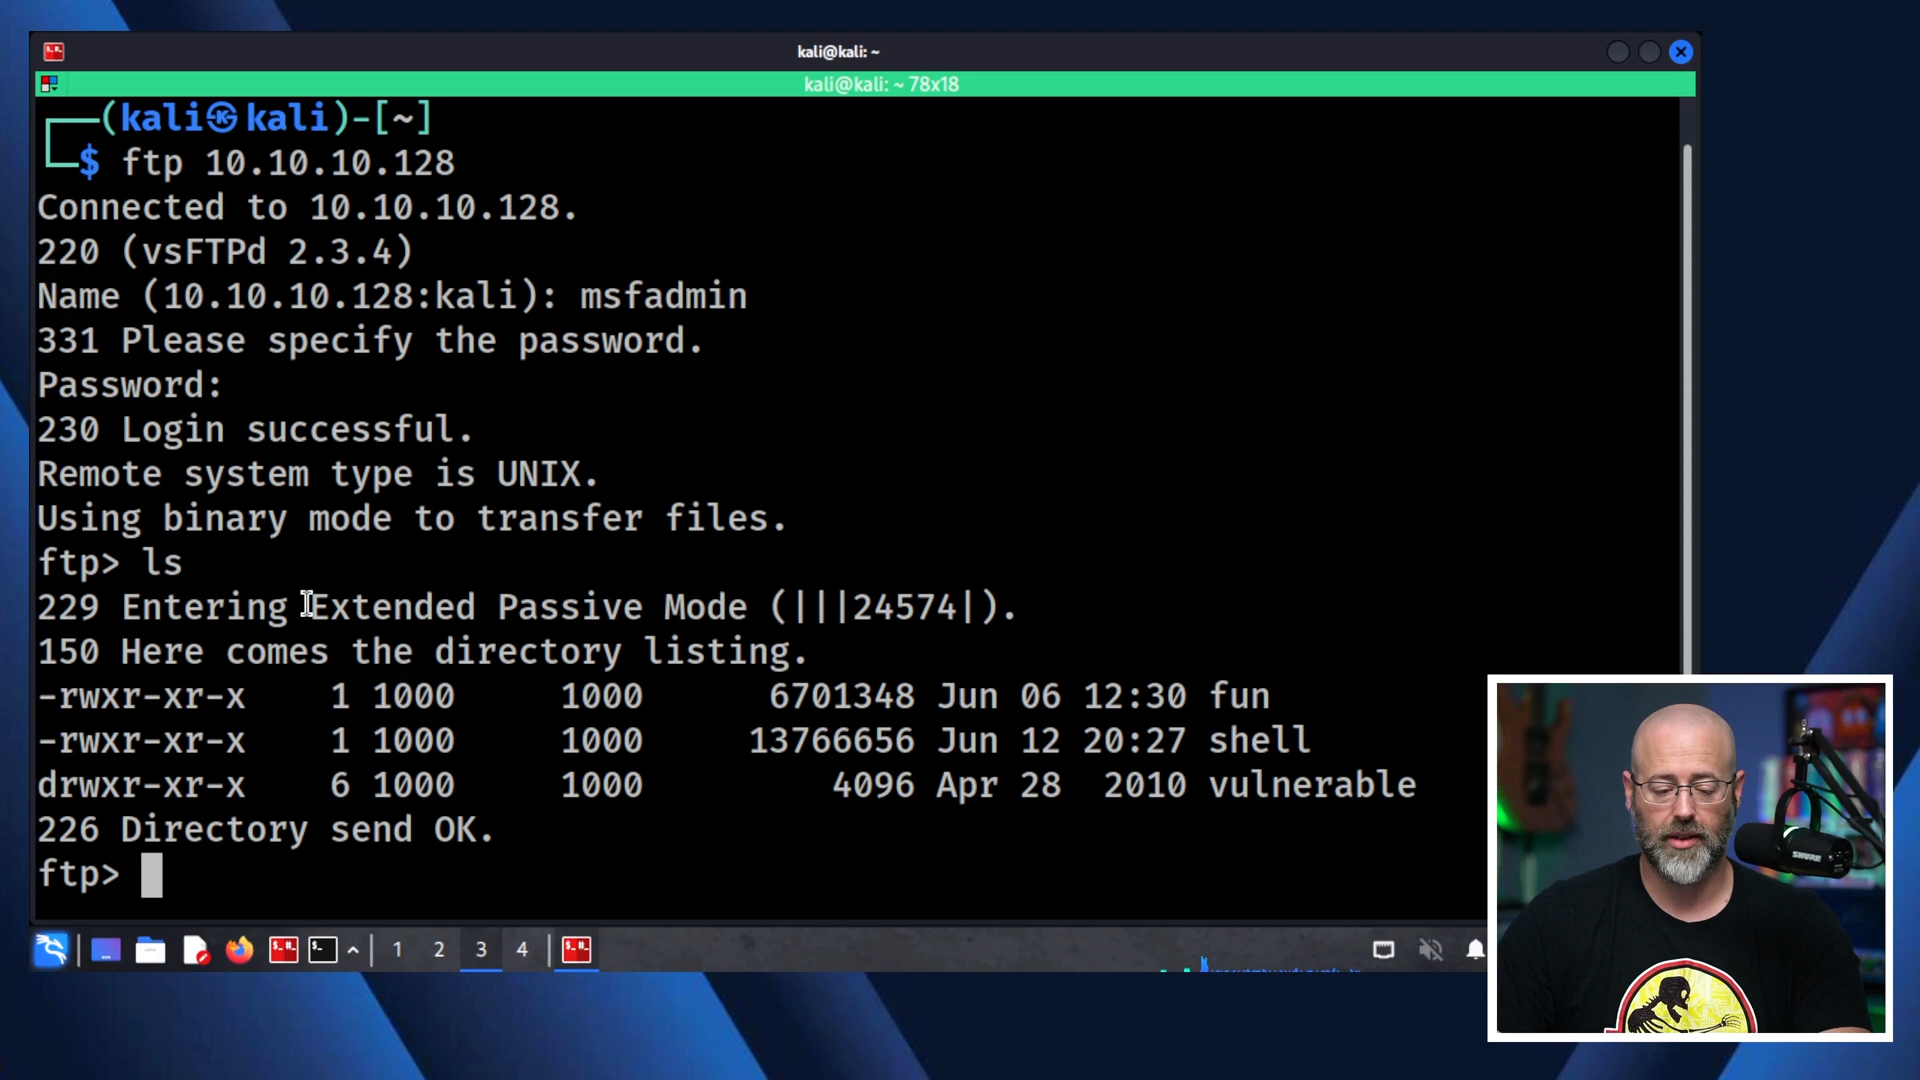 kali@kali: ~
kali@kali: ~ 78x18
(kali㉿kali)-[~]
$ ftp 10.10.10.128
Connected to 10.10.10.128.
220 (vsFTPd 2.3.4)
Name (10.10.10.128:kali): msfadmin
331 Please specify the password.
Password:
230 Login successful.
Remote system type is UNIX.
Using binary mode to transfer files.
ftp> ls
229 Entering Extended Passive Mode (|||24574|).
150 Here comes the directory listing.
-rwxr-xr-x    1 1000     1000      6701348 Jun 06 12:30 fun
-rwxr-xr-x    1 1000     1000     13766656 Jun 12 20:27 shell
drwxr-xr-x    6 1000     1000         4096 Apr 28  2010 vulnerable
226 Directory send OK.
ftp>
1 2 3 4
SHURE